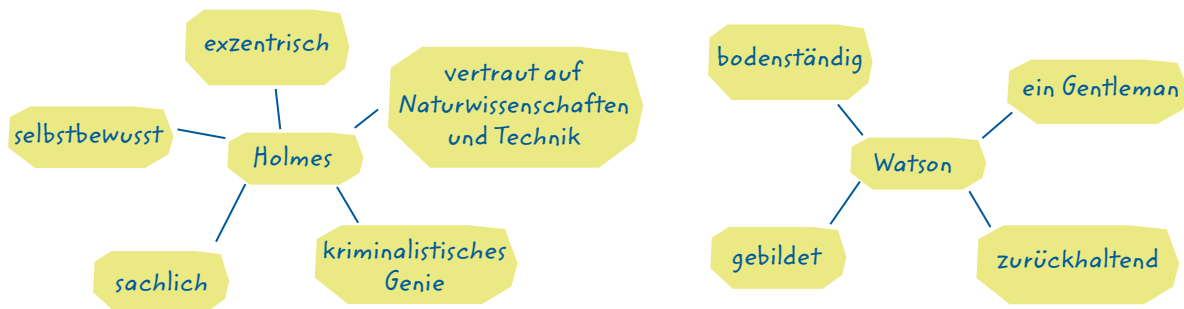 exzentrisch
vertraut auf
Naturwissenschaften
und Technik
selbstbewusst
Holmes
kriminalistisches
Genie
sachlich
bodenständig
ein Gentleman
Watson
gebildet
zurückhaltend